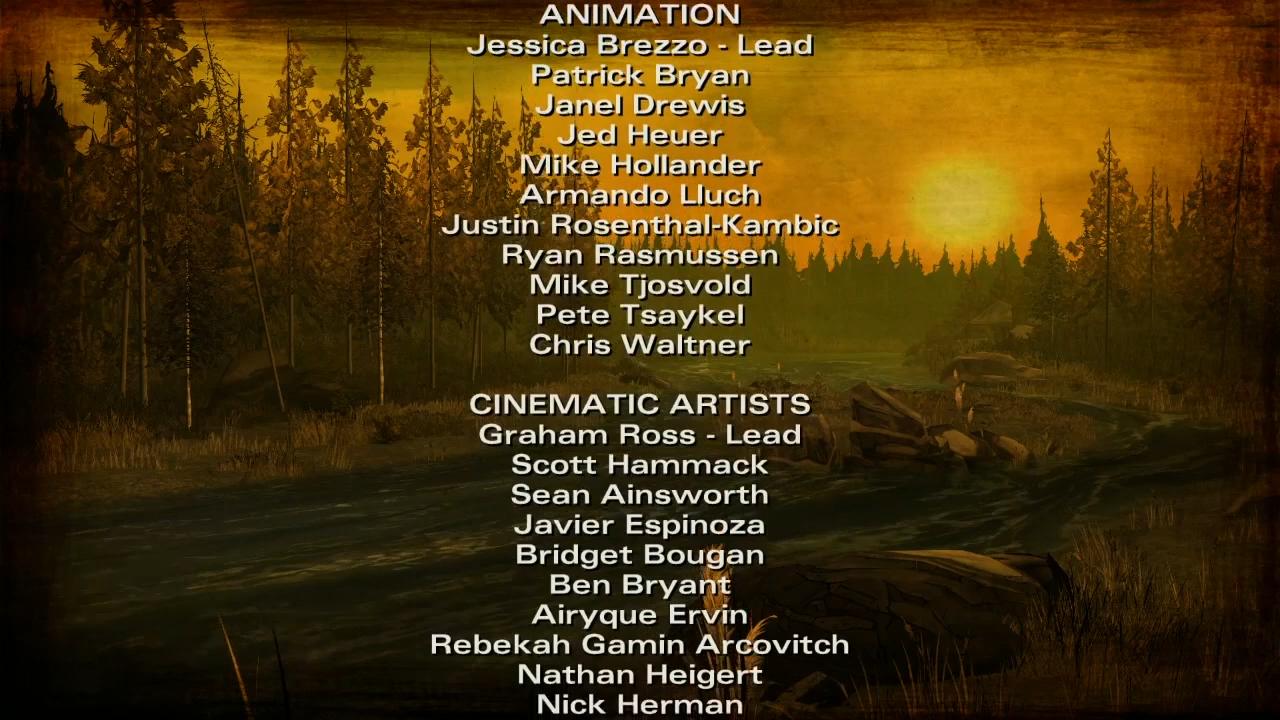 ANIMATION
Jessica Brezzo - Lead
Patrick Bryan
Janel Drewis
Jed Heuer
Mike Hollander
Armando Lluch
Justin Rosenthal-Kambic
Ryan Rasmussen
Mike Tjosvold
Pete Tsaykel
Chris Waltner
CINEMATIC ARTISTS
Graham Ross - Lead
Scott Hammack
Sean Ainsworth
Javier Espinoza
Bridget Bougan
Ben Bryant
Airyque Ervin
Rebekah Gamin Arcovitch
Nathan Heigert
Nick Herman